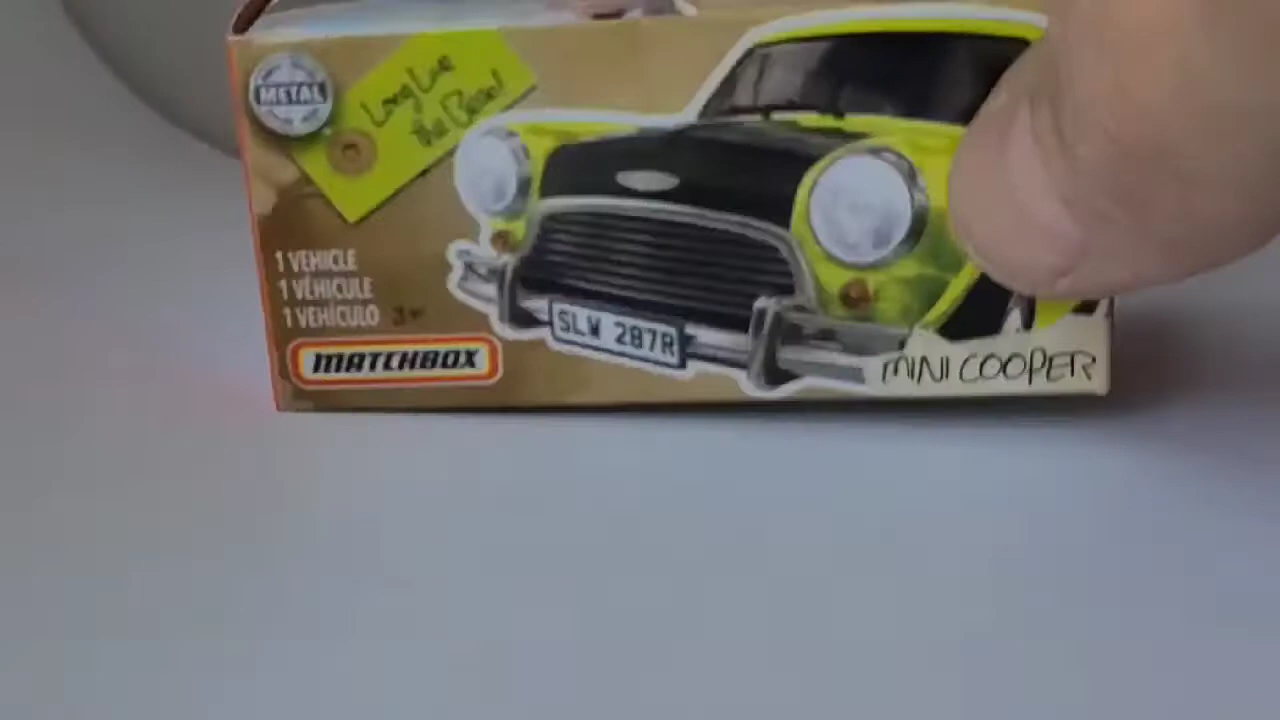 METAL
Long Live
the Bean!
1 VEHICLE
1 VÉHICULE
1 VEHÍCULO
MATCHBOX
SLW 287R
MINI COOPER